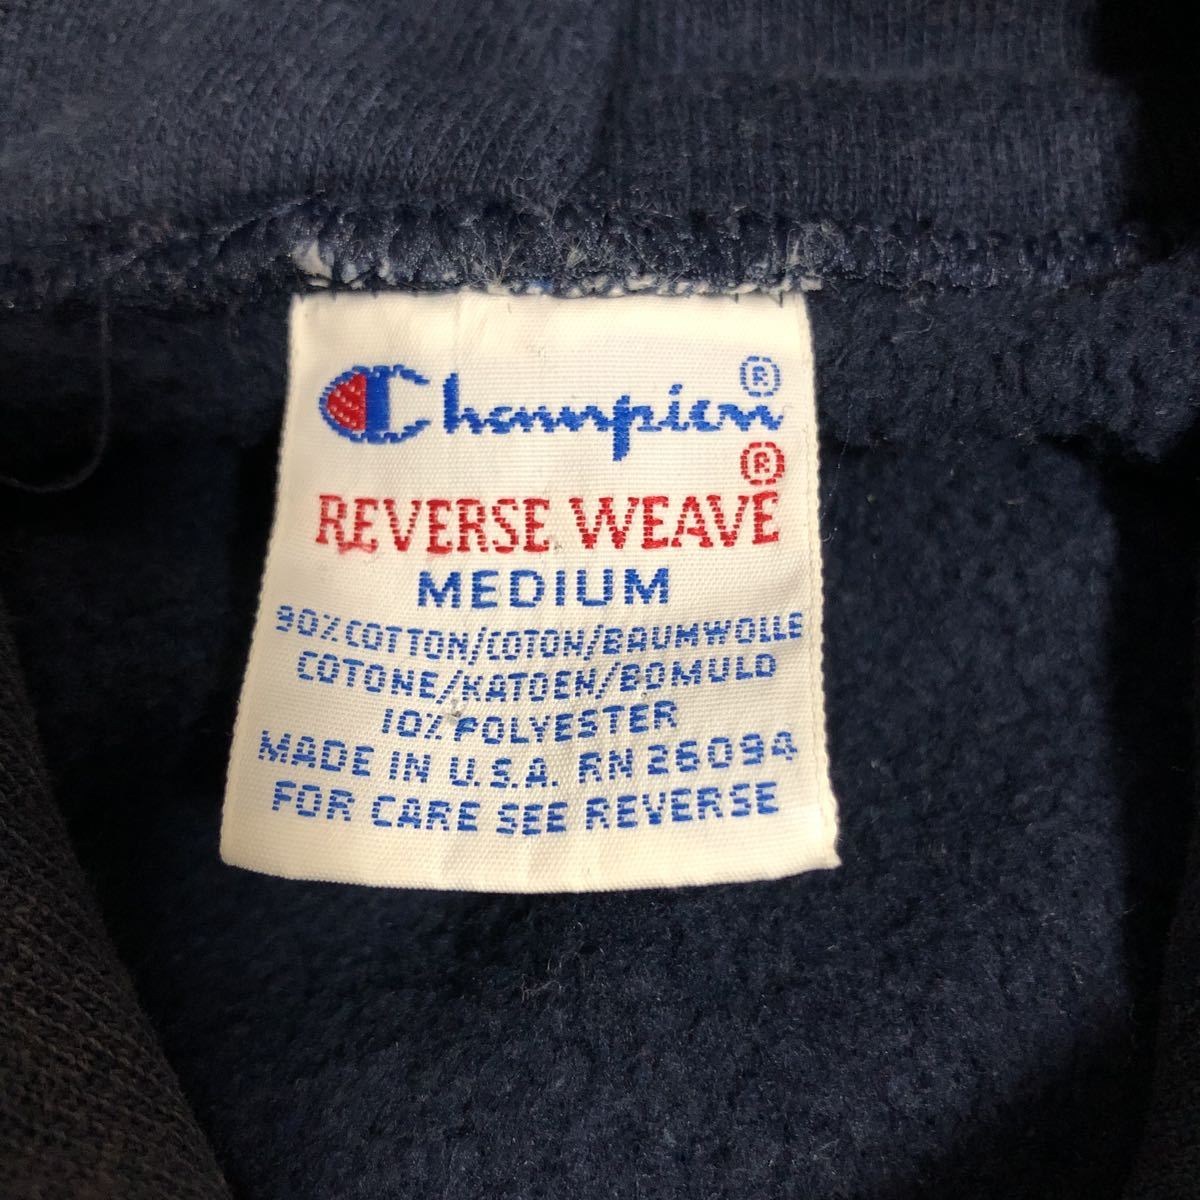 Champion®
REVERSE WEAVE®
MEDIUM
90% COTTON/COTON/BAUMWOLLE
COTONE/KATOEN/BOMULD
10% POLYESTER
MADE IN U.S.A. RN 26094
FOR CARE SEE REVERSE